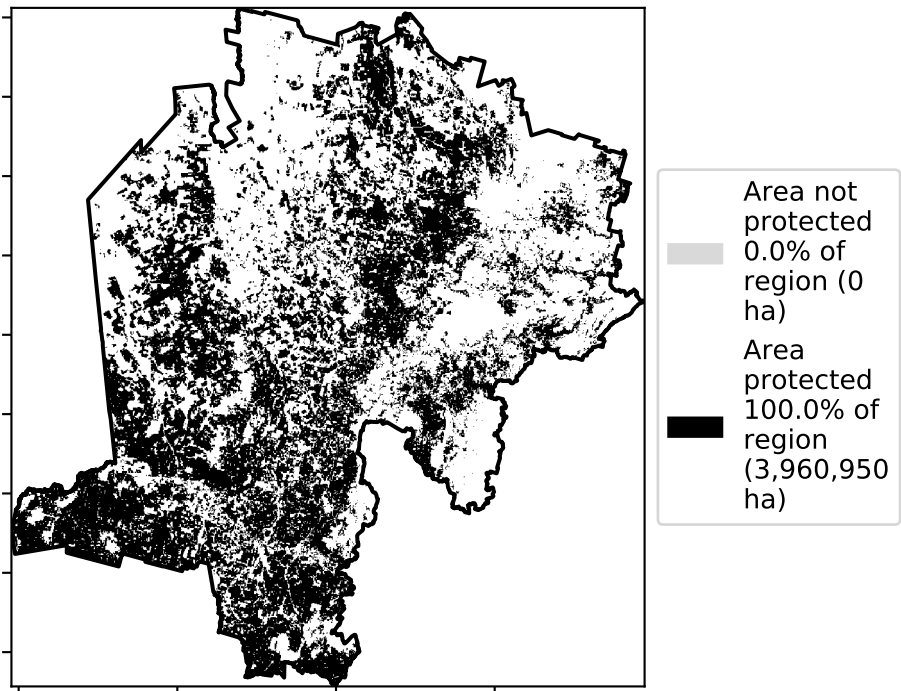 Area not
protected
0.0% of
region (0
ha)
Area
protected
100.0% of
region
(3,960,950
ha)